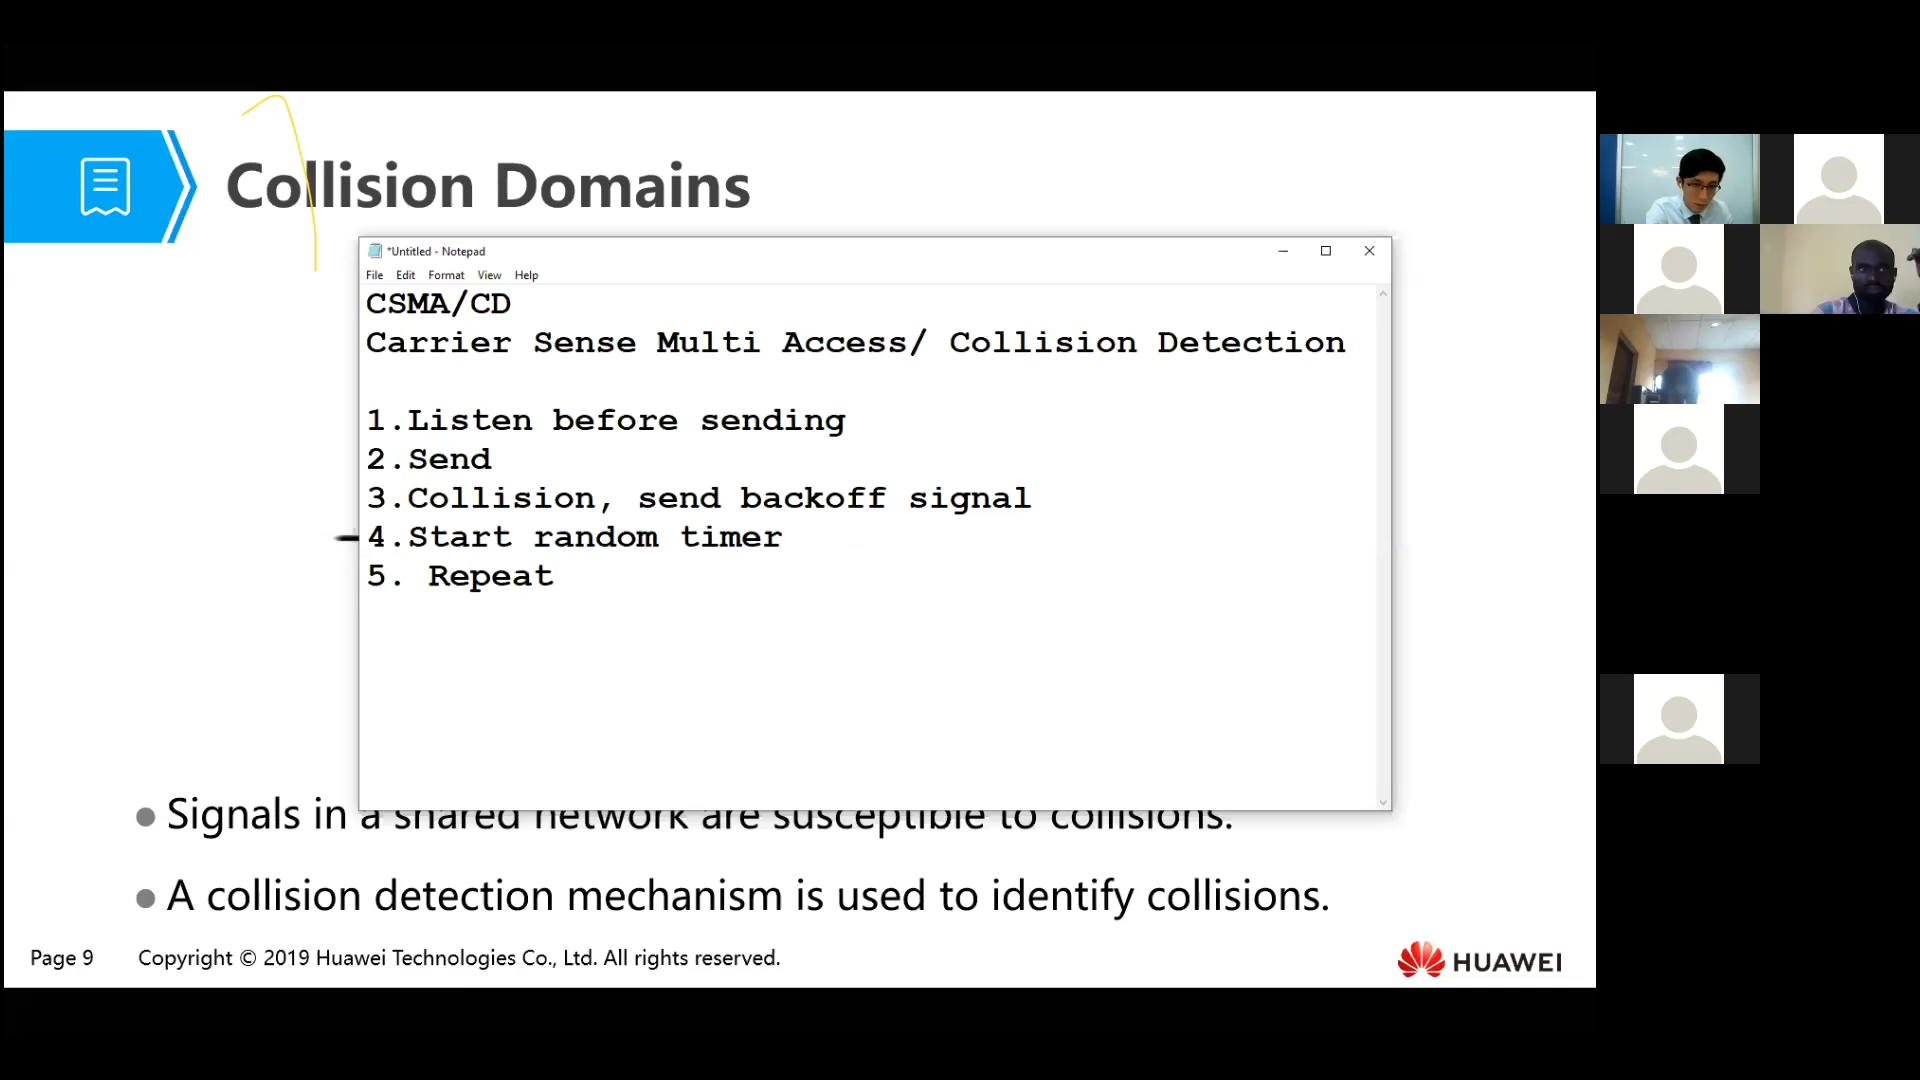 Collision Domains
*Untitled - Notepad
File Edit Format View Help
CSMA/CD
Carrier Sense Multi Access/ Collision Detection
1.Listen before sending
2.Send
3.Collision, send backoff signal
4.Start random timer
5. Repeat
Signals in a shared network are susceptible to collisions.
A collision detection mechanism is used to identify collisions.
Page 9 Copyright © 2019 Huawei Technologies Co., Ltd. All rights reserved.
HUAWEI